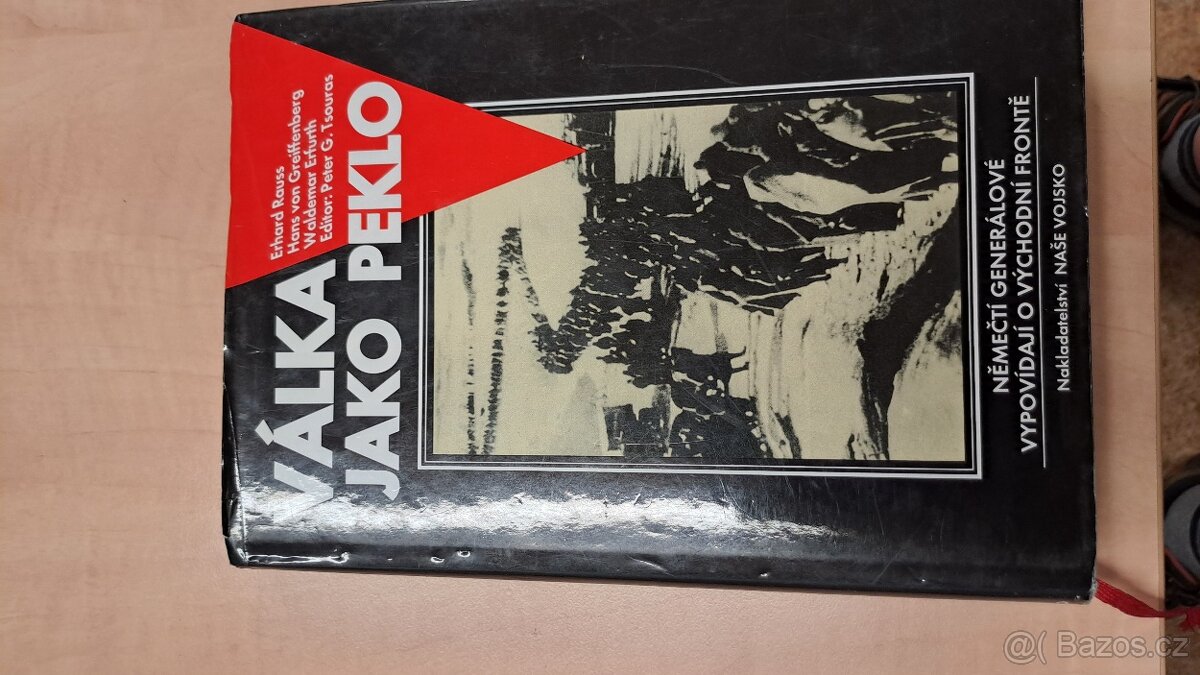 Erhard Rauss
Hans von Greiffenberg
Waldemar Erfurth
Editor: Peter G. Tsouras
VÁLKA
JAKO PEKLO
NĚMEČTÍ GENERÁLOVÉ
VYPOVÍDAJÍ O VÝCHODNÍ FRONTĚ
Nakladatelství NAŠE VOJSKO
Bazos.cz